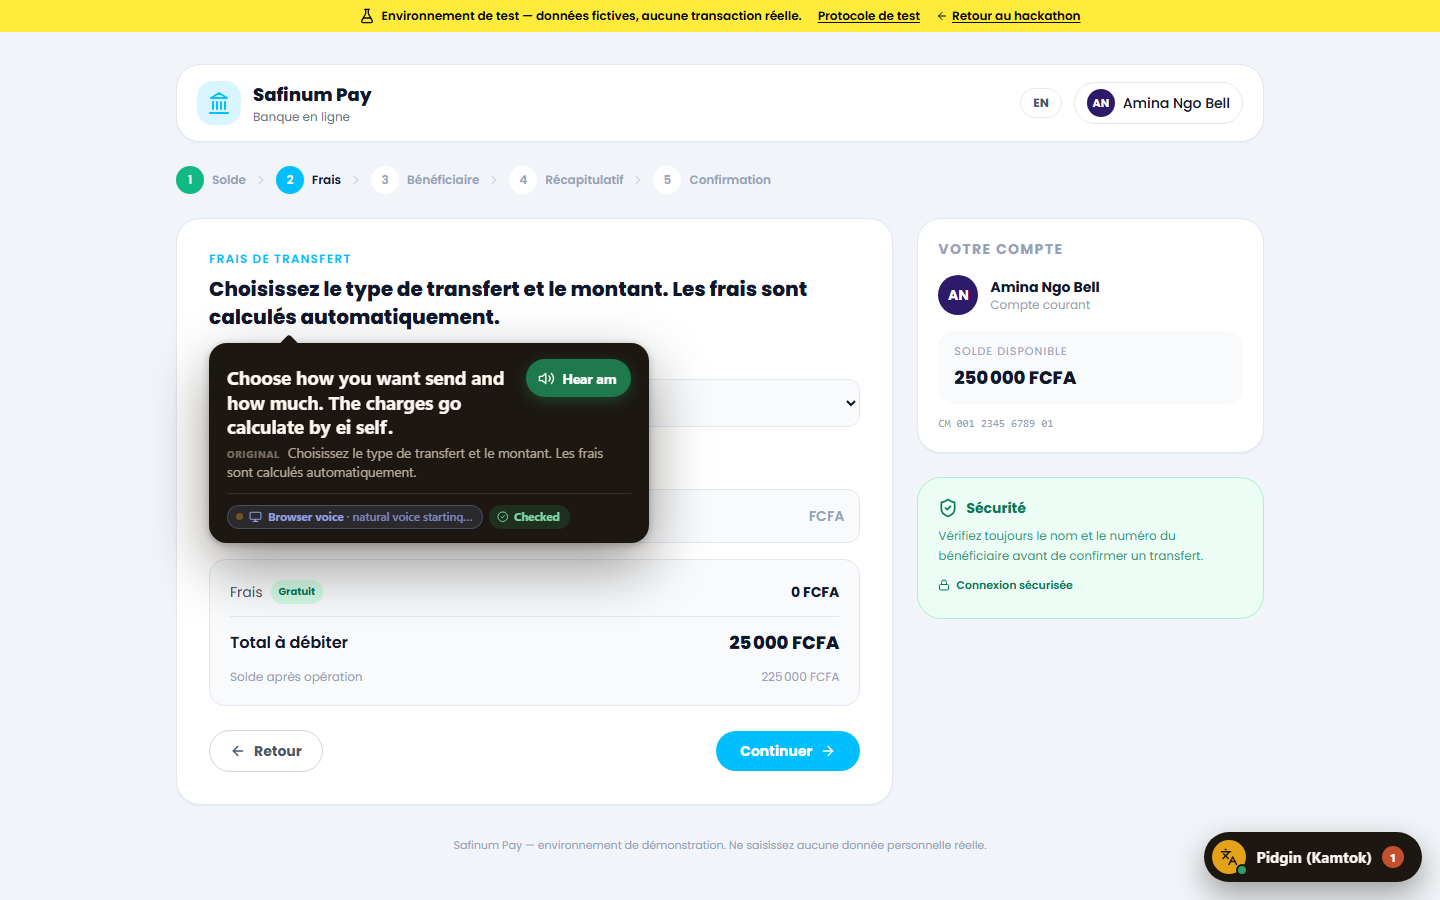 Environnement de test — données fictives, aucune transaction réelle. Protocole de test ← Retour au hackathon
Safinum Pay
Banque en ligne
EN
AN Amina Ngo Bell
1 Solde
2 Frais
3 Bénéficiaire
4 Récapitulatif
5 Confirmation
FRAIS DE TRANSFERT
Choisissez le type de transfert et le montant. Les frais sont
calculés automatiquement.
Choose how you want send and
how much. The charges go
calculate by ei self.
Hear am
ORIGINAL Choisissez le type de transfert et le montant. Les frais
sont calculés automatiquement.
Browser voice · natural voice starting...
Checked
FCFA
Frais Gratuit 0 FCFA
Total à débiter 25 000 FCFA
Solde après opération 225 000 FCFA
← Retour
Continuer →
VOTRE COMPTE
AN
Amina Ngo Bell
Compte courant
SOLDE DISPONIBLE
250 000 FCFA
CM 001 2345 6789 01
Sécurité
Vérifiez toujours le nom et le numéro du
bénéficiaire avant de confirmer un transfert.
Connexion sécurisée
Safinum Pay — environnement de démonstration. Ne saisissez aucune donnée personnelle réelle.
Pidgin (Kamtok) 1